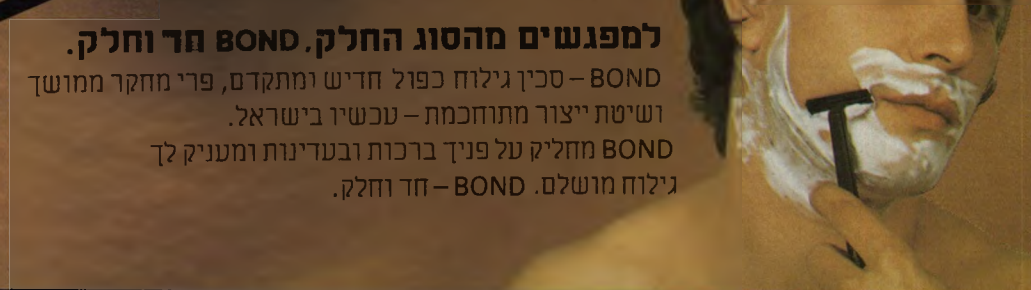 למפגשים מהסוג החלק, BOND חד וחלק.
BOND – סכין גילוח כפול חדיש ומתקדם, פרי מחקר ממושך
ושיטת ייצור מתוחכמת – עכשיו בישראל.
BOND מחליק על פניך ברכות ובעדינות ומעניק לך
גילוח מושלם. BOND – חד וחלק.